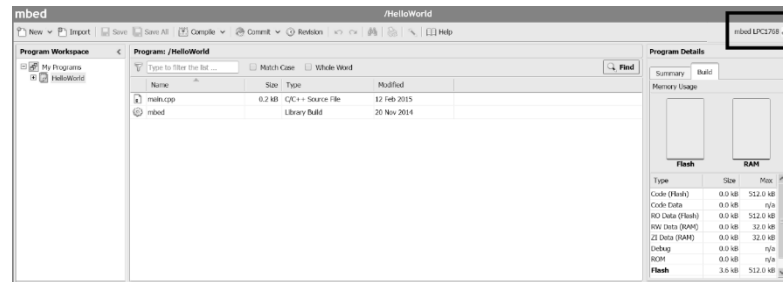 mbed /HelloWorld
New Import Save Save All Compile Commit Revision Help mbed LPC1768
Program Workspace
My Programs
HelloWorld
Program: /HelloWorld
Type to filter the list ... Match Case Whole Word Find
Name Size Type Modified
main.cpp 0.2 kB C/C++ Source File 12 Feb 2015
mbed Library Build 20 Nov 2014
Program Details
Summary Build
Memory Usage
Flash RAM
Type Size Max
Code (Flash) 0.0 kB 512.0 kB
Code Data 0.0 kB n/a
RO Data (Flash) 0.0 kB 512.0 kB
RW Data (RAM) 0.0 kB 32.0 kB
ZI Data (RAM) 0.0 kB 32.0 kB
Debug 0.0 kB n/a
ROM 0.0 kB n/a
Flash 3.6 kB 512.0 kB